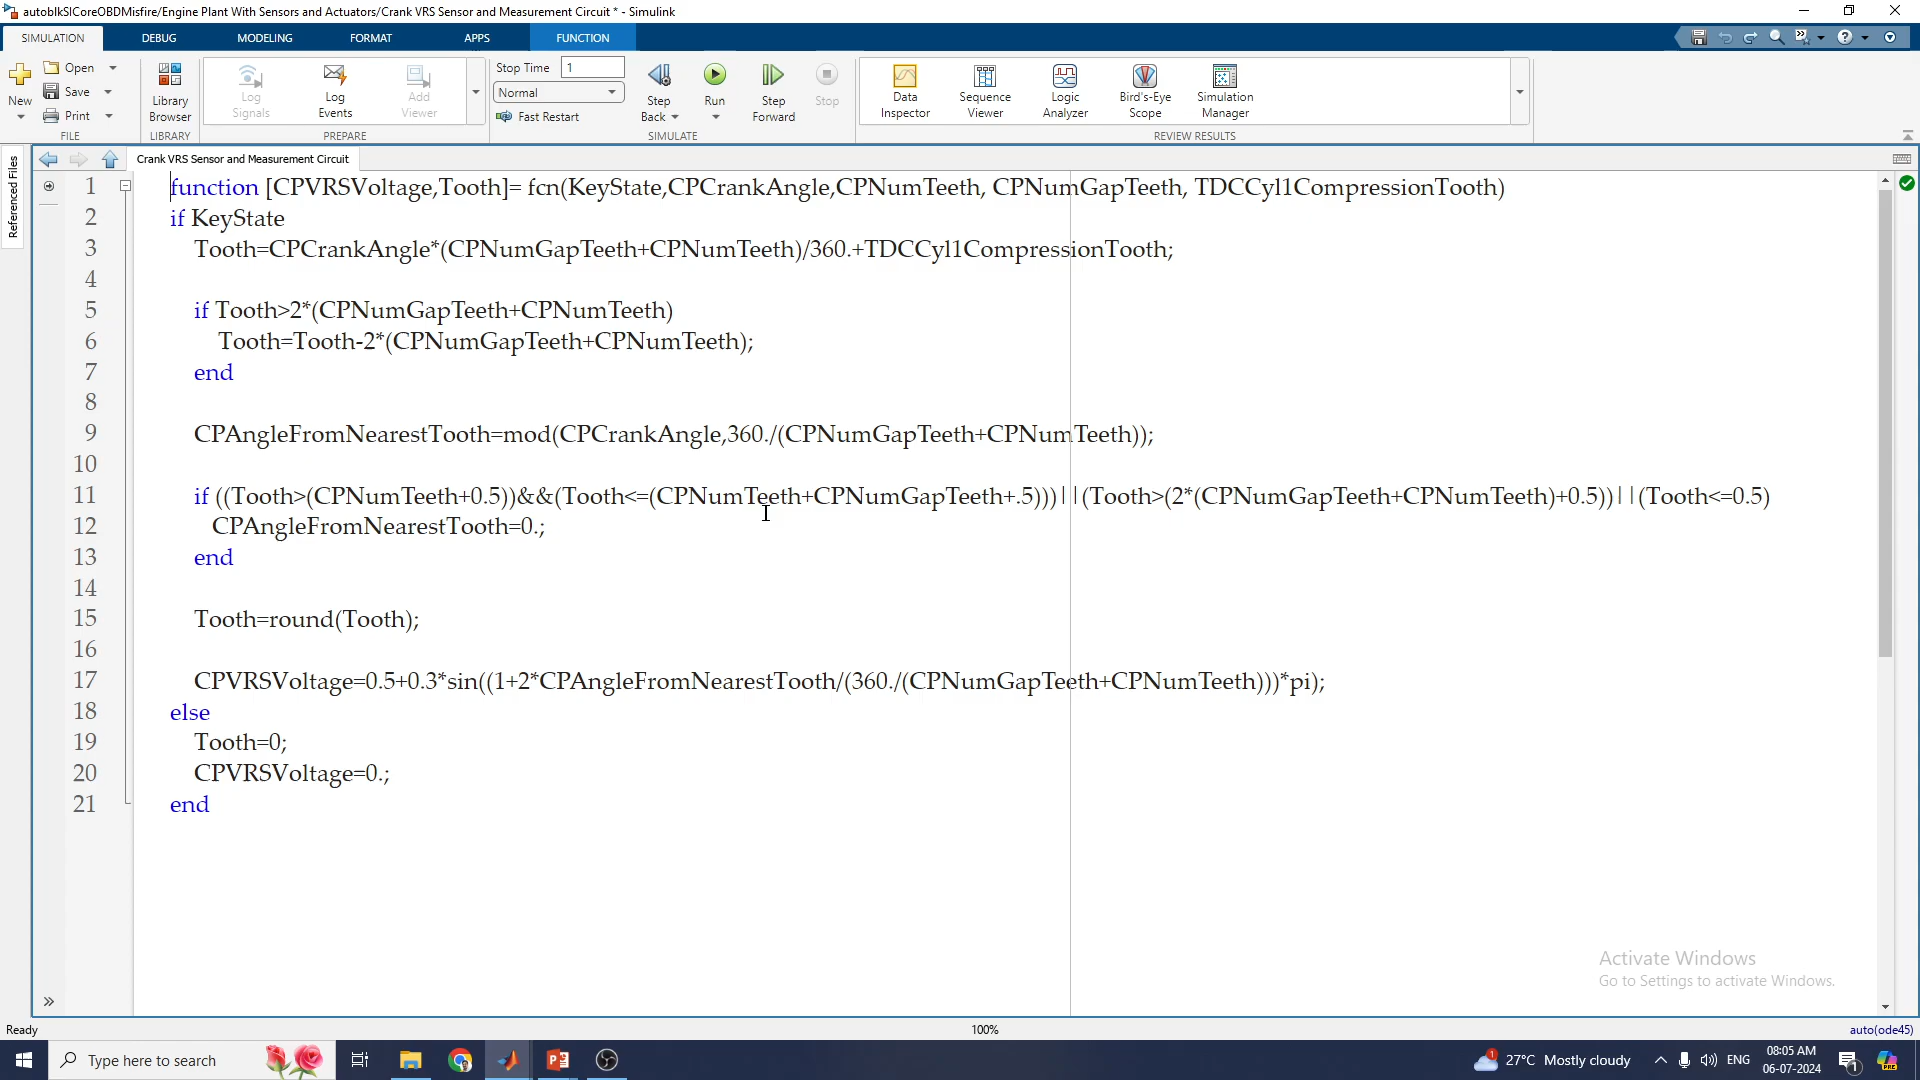 autoblkSICoreOBDMisfire/Engine Plant With Sensors and Actuators/Crank VRS Sensor and Measurement Circuit * - Simulink
SIMULATION DEBUG MODELING FORMAT APPS FUNCTION
New Open Save Print FILE
Library Browser LIBRARY
Log Signals Log Events Add Viewer PREPARE
Stop Time 1
Normal
Fast Restart
Step Back Run Step Forward Stop SIMULATE
Data Inspector Sequence Viewer Logic Analyzer Bird's-Eye Scope Simulation Manager REVIEW RESULTS
Referenced Files
Crank VRS Sensor and Measurement Circuit
1 function [CPVRSVoltage,Tooth]= fcn(KeyState,CPCrankAngle,CPNumTeeth, CPNumGapTeeth, TDCCyl1CompressionTooth)
2 if KeyState
3 Tooth=CPCrankAngle*(CPNumGapTeeth+CPNumTeeth)/360.+TDCCyl1CompressionTooth;
4
5 if Tooth>2*(CPNumGapTeeth+CPNumTeeth)
6 Tooth=Tooth-2*(CPNumGapTeeth+CPNumTeeth);
7 end
8
9 CPAngleFromNearestTooth=mod(CPCrankAngle,360./(CPNumGapTeeth+CPNumTeeth));
10
11 if ((Tooth>(CPNumTeeth+0.5))&&(Tooth<=(CPNumTeeth+CPNumGapTeeth+.5)))||(Tooth>(2*(CPNumGapTeeth+CPNumTeeth)+0.5))||(Tooth<=0.5)
12 CPAngleFromNearestTooth=0.;
13 end
14
15 Tooth=round(Tooth);
16
17 CPVRSVoltage=0.5+0.3*sin((1+2*CPAngleFromNearestTooth/(360./(CPNumGapTeeth+CPNumTeeth)))*pi);
18 else
19 Tooth=0;
20 CPVRSVoltage=0.;
21 end
Activate Windows
Go to Settings to activate Windows.
Ready 100% auto(ode45)
Type here to search 27°C Mostly cloudy ENG 08:05 AM
06-07-2024